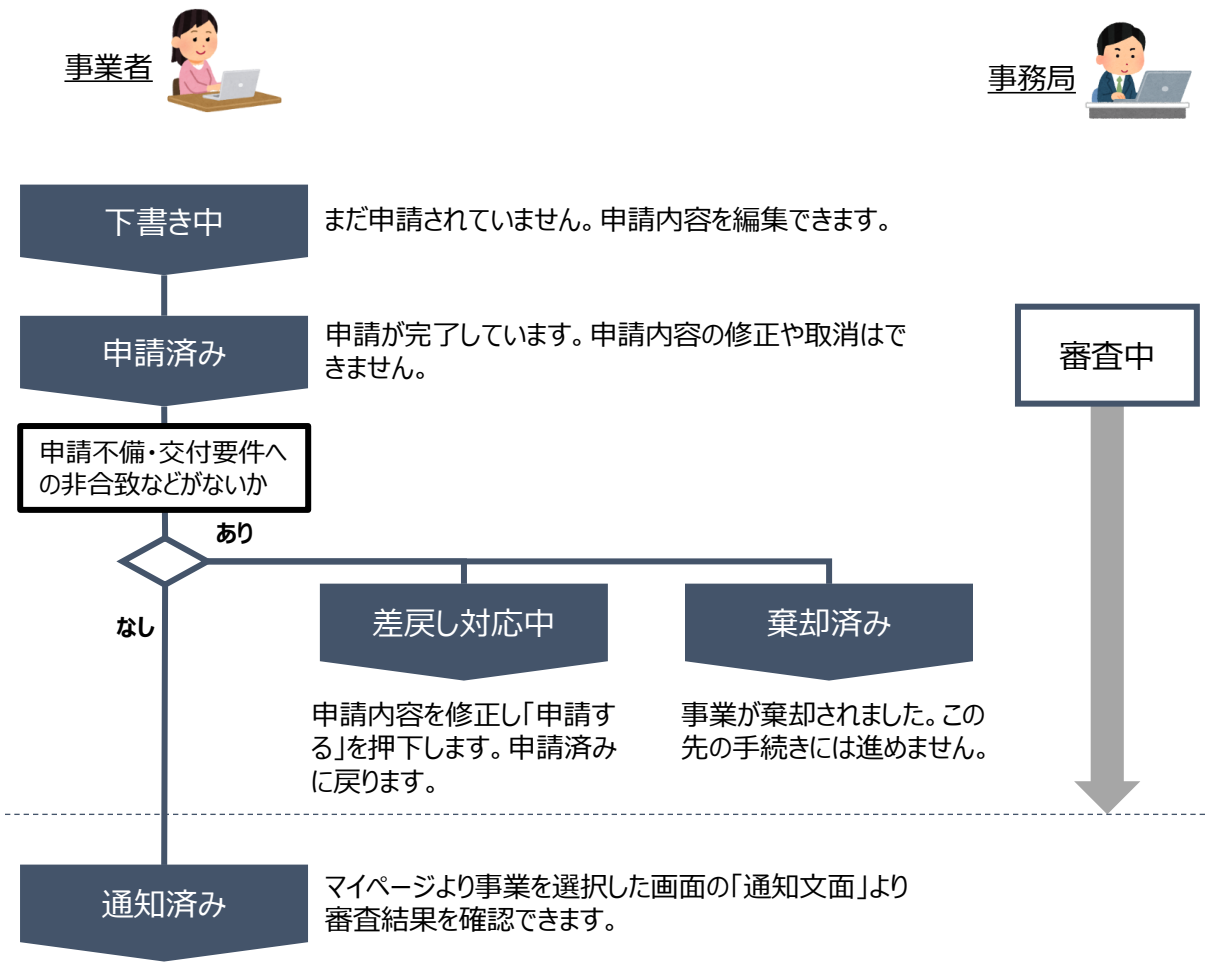 事業者
事務局
下書き中
まだ申請されていません。申請内容を編集できます。
申請済み
申請が完了しています。申請内容の修正や取消はで
きません。
審査中
申請不備・交付要件へ
の非合致などがないか
あり
なし
差戻し対応中
棄却済み
申請内容を修正し「申請す
る」を押下します。申請済み
に戻ります。
事業が棄却されました。この
先の手続きには進めません。
通知済み
マイページより事業を選択した画面の「通知文面」より
審査結果を確認できます。